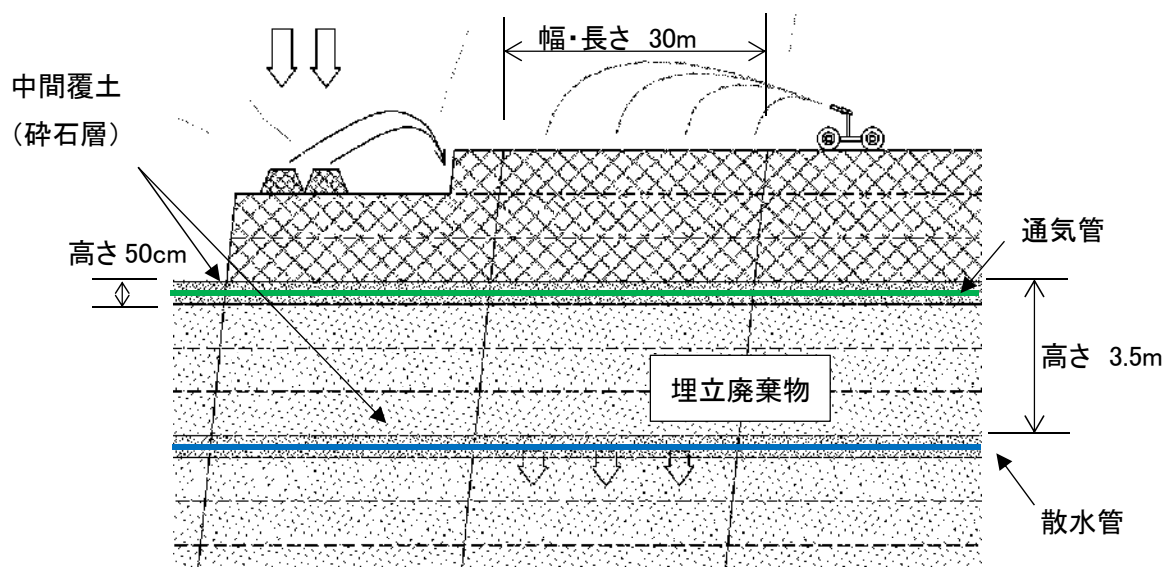 幅・長さ 30m
中間覆土
（砕石層）
通気管
高さ 50cm
高さ 3.5m
埋立廃棄物
散水管